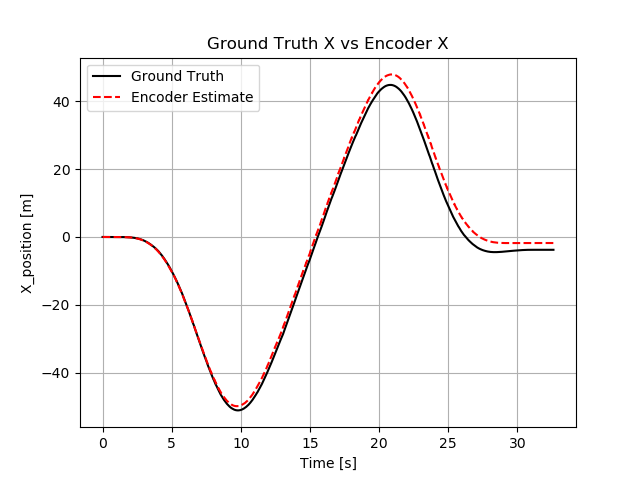 Ground Truth X vs Encoder X
Ground Truth
Encoder Estimate
40
20
0
−20
−40
X_position [m]
0 5 10 15 20 25 30
Time [s]